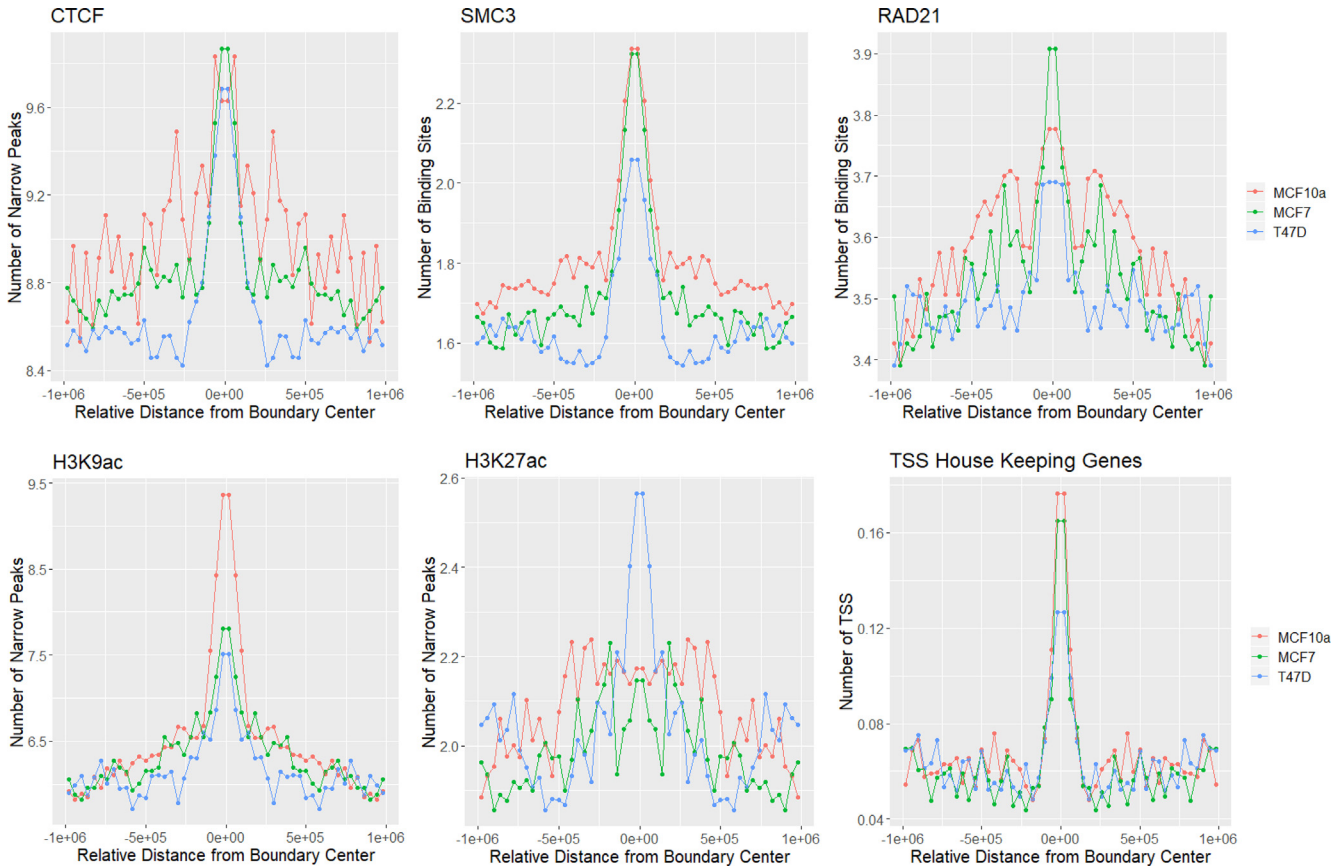 CTCF
Number of Narrow Peaks
9.6
9.2
8.8
8.4
-1e+06 -5e+05 0e+00 5e+05 1e+06
Relative Distance from Boundary Center
SMC3
Number of Binding Sites
2.2
2.0
1.8
1.6
-1e+06 -5e+05 0e+00 5e+05 1e+06
Relative Distance from Boundary Center
RAD21
Number of Binding Sites
3.9
3.8
3.7
3.6
3.5
3.4
-1e+06 -5e+05 0e+00 5e+05 1e+06
Relative Distance from Boundary Center
MCF10a
MCF7
T47D
H3K9ac
Number of Narrow Peaks
9.5
8.5
7.5
6.5
-1e+06 -5e+05 0e+00 5e+05 1e+06
Relative Distance from Boundary Center
H3K27ac
Number of Narrow Peaks
2.6
2.4
2.2
2.0
-1e+06 -5e+05 0e+00 5e+05 1e+06
Relative Distance from Boundary Center
TSS House Keeping Genes
Number of TSS
0.16
0.12
0.08
0.04
-1e+06 -5e+05 0e+00 5e+05 1e+06
Relative Distance from Boundary Center
MCF10a
MCF7
T47D